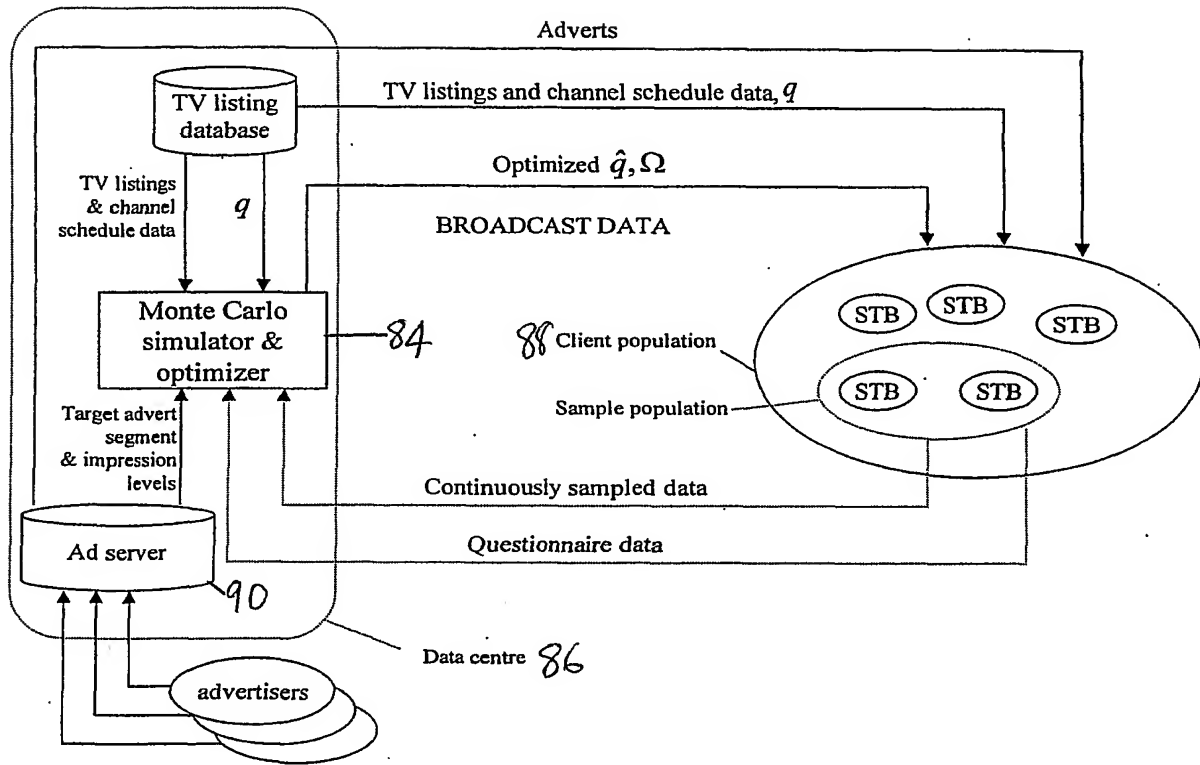 Adverts
TV listing
database
TV listings and channel schedule data, q
TV listings
& channel
schedule data
q
Optimized q̂, Ω
BROADCAST DATA
Monte Carlo
simulator &
optimizer
84
88 Client population
STB
STB
STB
Sample population
STB
STB
Target advert
segment
& impression
levels
Continuously sampled data
Ad server
Questionnaire data
90
Data centre 86
advertisers